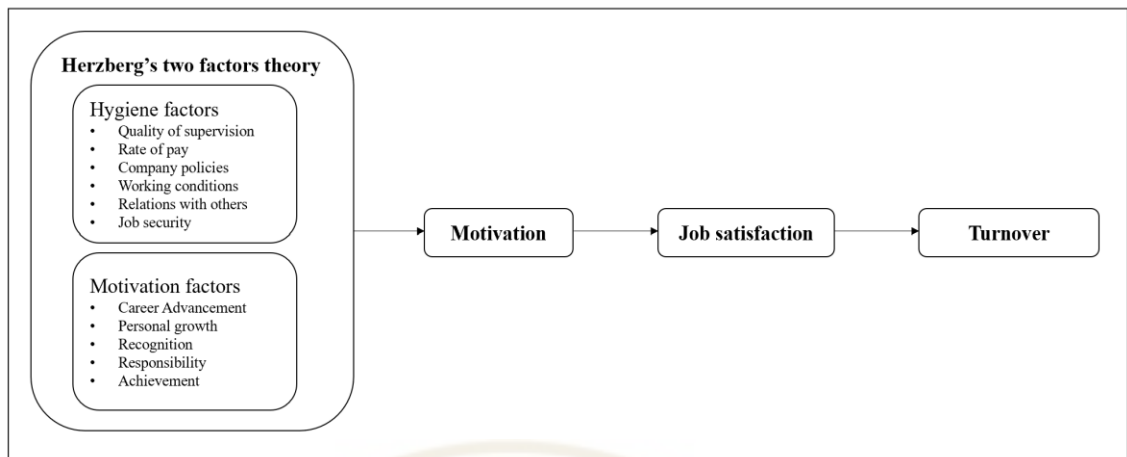 Herzberg’s two factors theory
Hygiene factors
• Quality of supervision
• Rate of pay
• Company policies
• Working conditions
• Relations with others
• Job security
Motivation factors
• Career Advancement
• Personal growth
• Recognition
• Responsibility
• Achievement
Motivation
Job satisfaction
Turnover